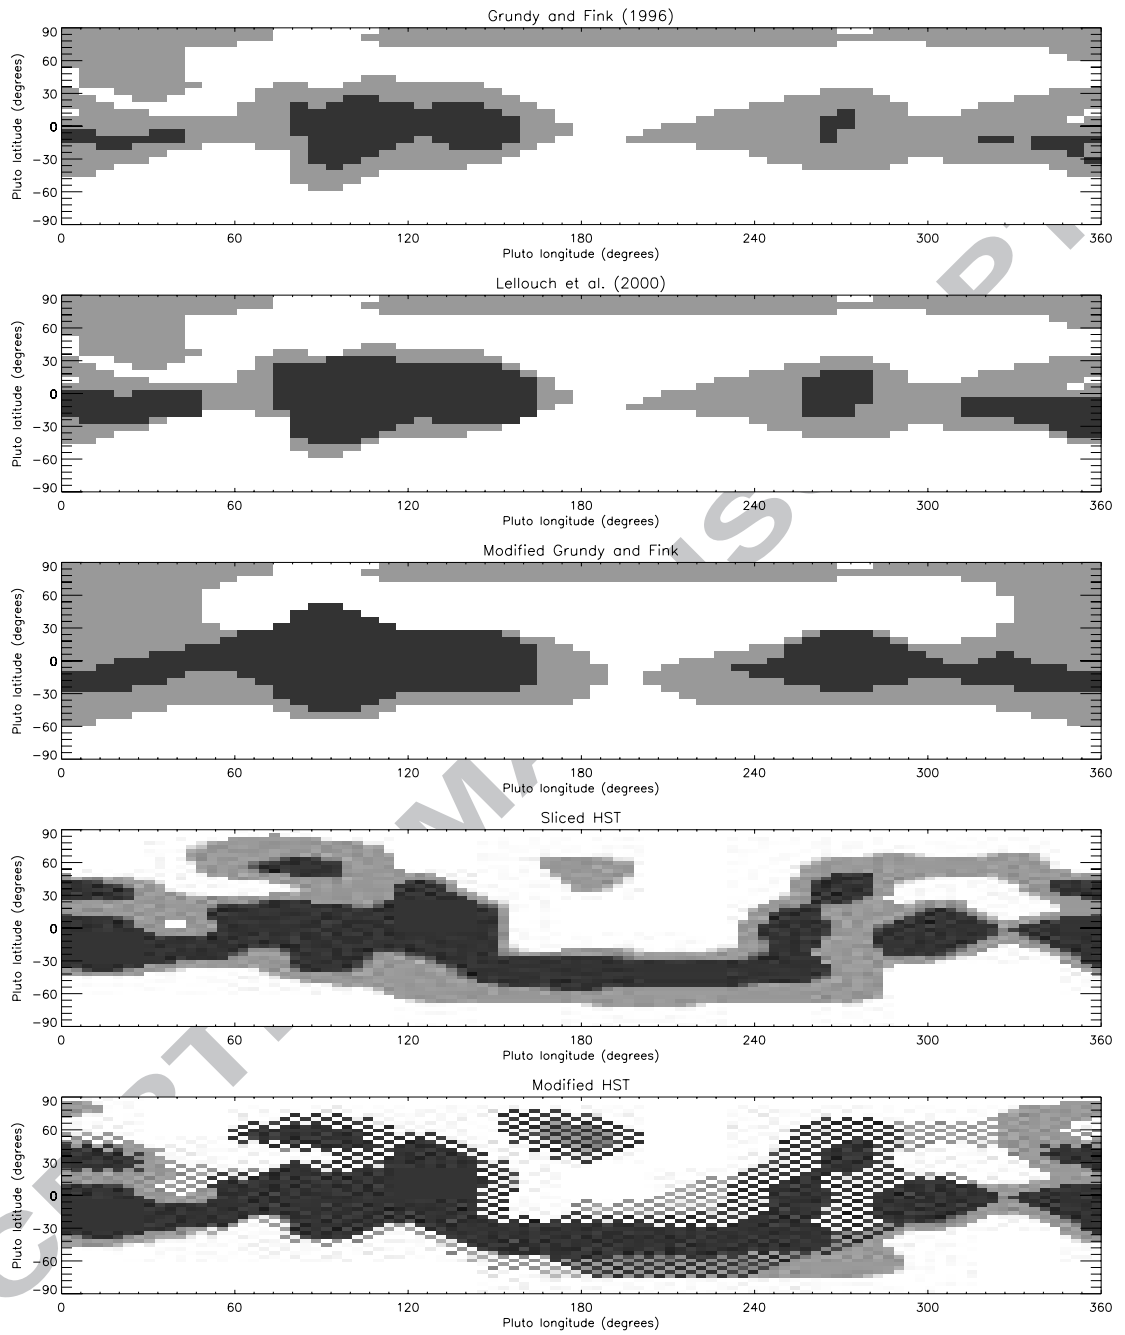 Grundy and Fink (1996)
Pluto latitude (degrees)
90
60
30
0
−30
−60
−90
0 60 120 180 240 300 360
Pluto longitude (degrees)
Lellouch et al. (2000)
Pluto latitude (degrees)
90
60
30
0
−30
−60
−90
0 60 120 180 240 300 360
Pluto longitude (degrees)
Modified Grundy and Fink
Pluto latitude (degrees)
90
60
30
0
−30
−60
−90
0 60 120 180 240 300 360
Pluto longitude (degrees)
Sliced HST
Pluto latitude (degrees)
90
60
30
0
−30
−60
−90
0 60 120 180 240 300 360
Pluto longitude (degrees)
Modified HST
Pluto latitude (degrees)
90
60
30
0
−30
−60
−90
0 60 120 180 240 300 360
Pluto longitude (degrees)